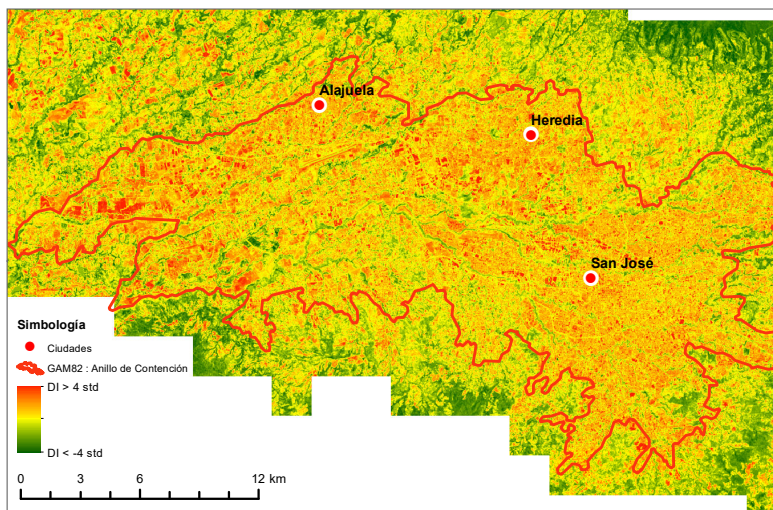 Alajuela
Heredia
San José
Simbología
Ciudades
GAM82 : Anillo de Contención
DI > 4 std
DI < -4 std
0 3 6 12 km